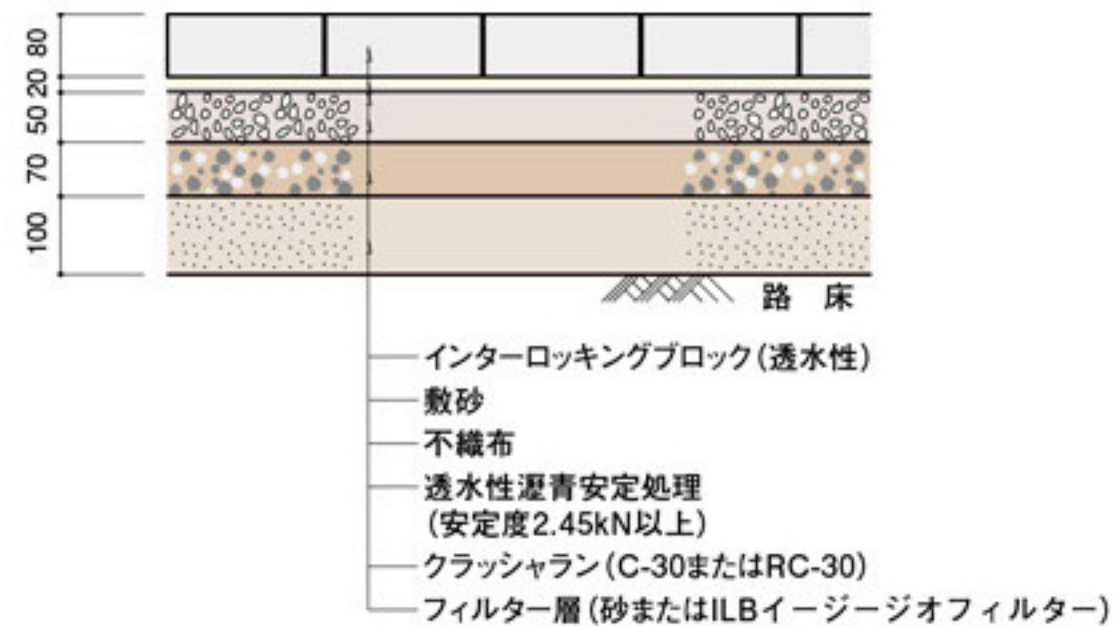 80
20
50
70
100
路 床
インターロッキングブロック(透水性)
敷砂
不織布
透水性瀝青安定処理
(安定度2.45kN以上)
クラッシャラン(C-30またはRC-30)
フィルター層(砂またはILBイージージオフィルター)